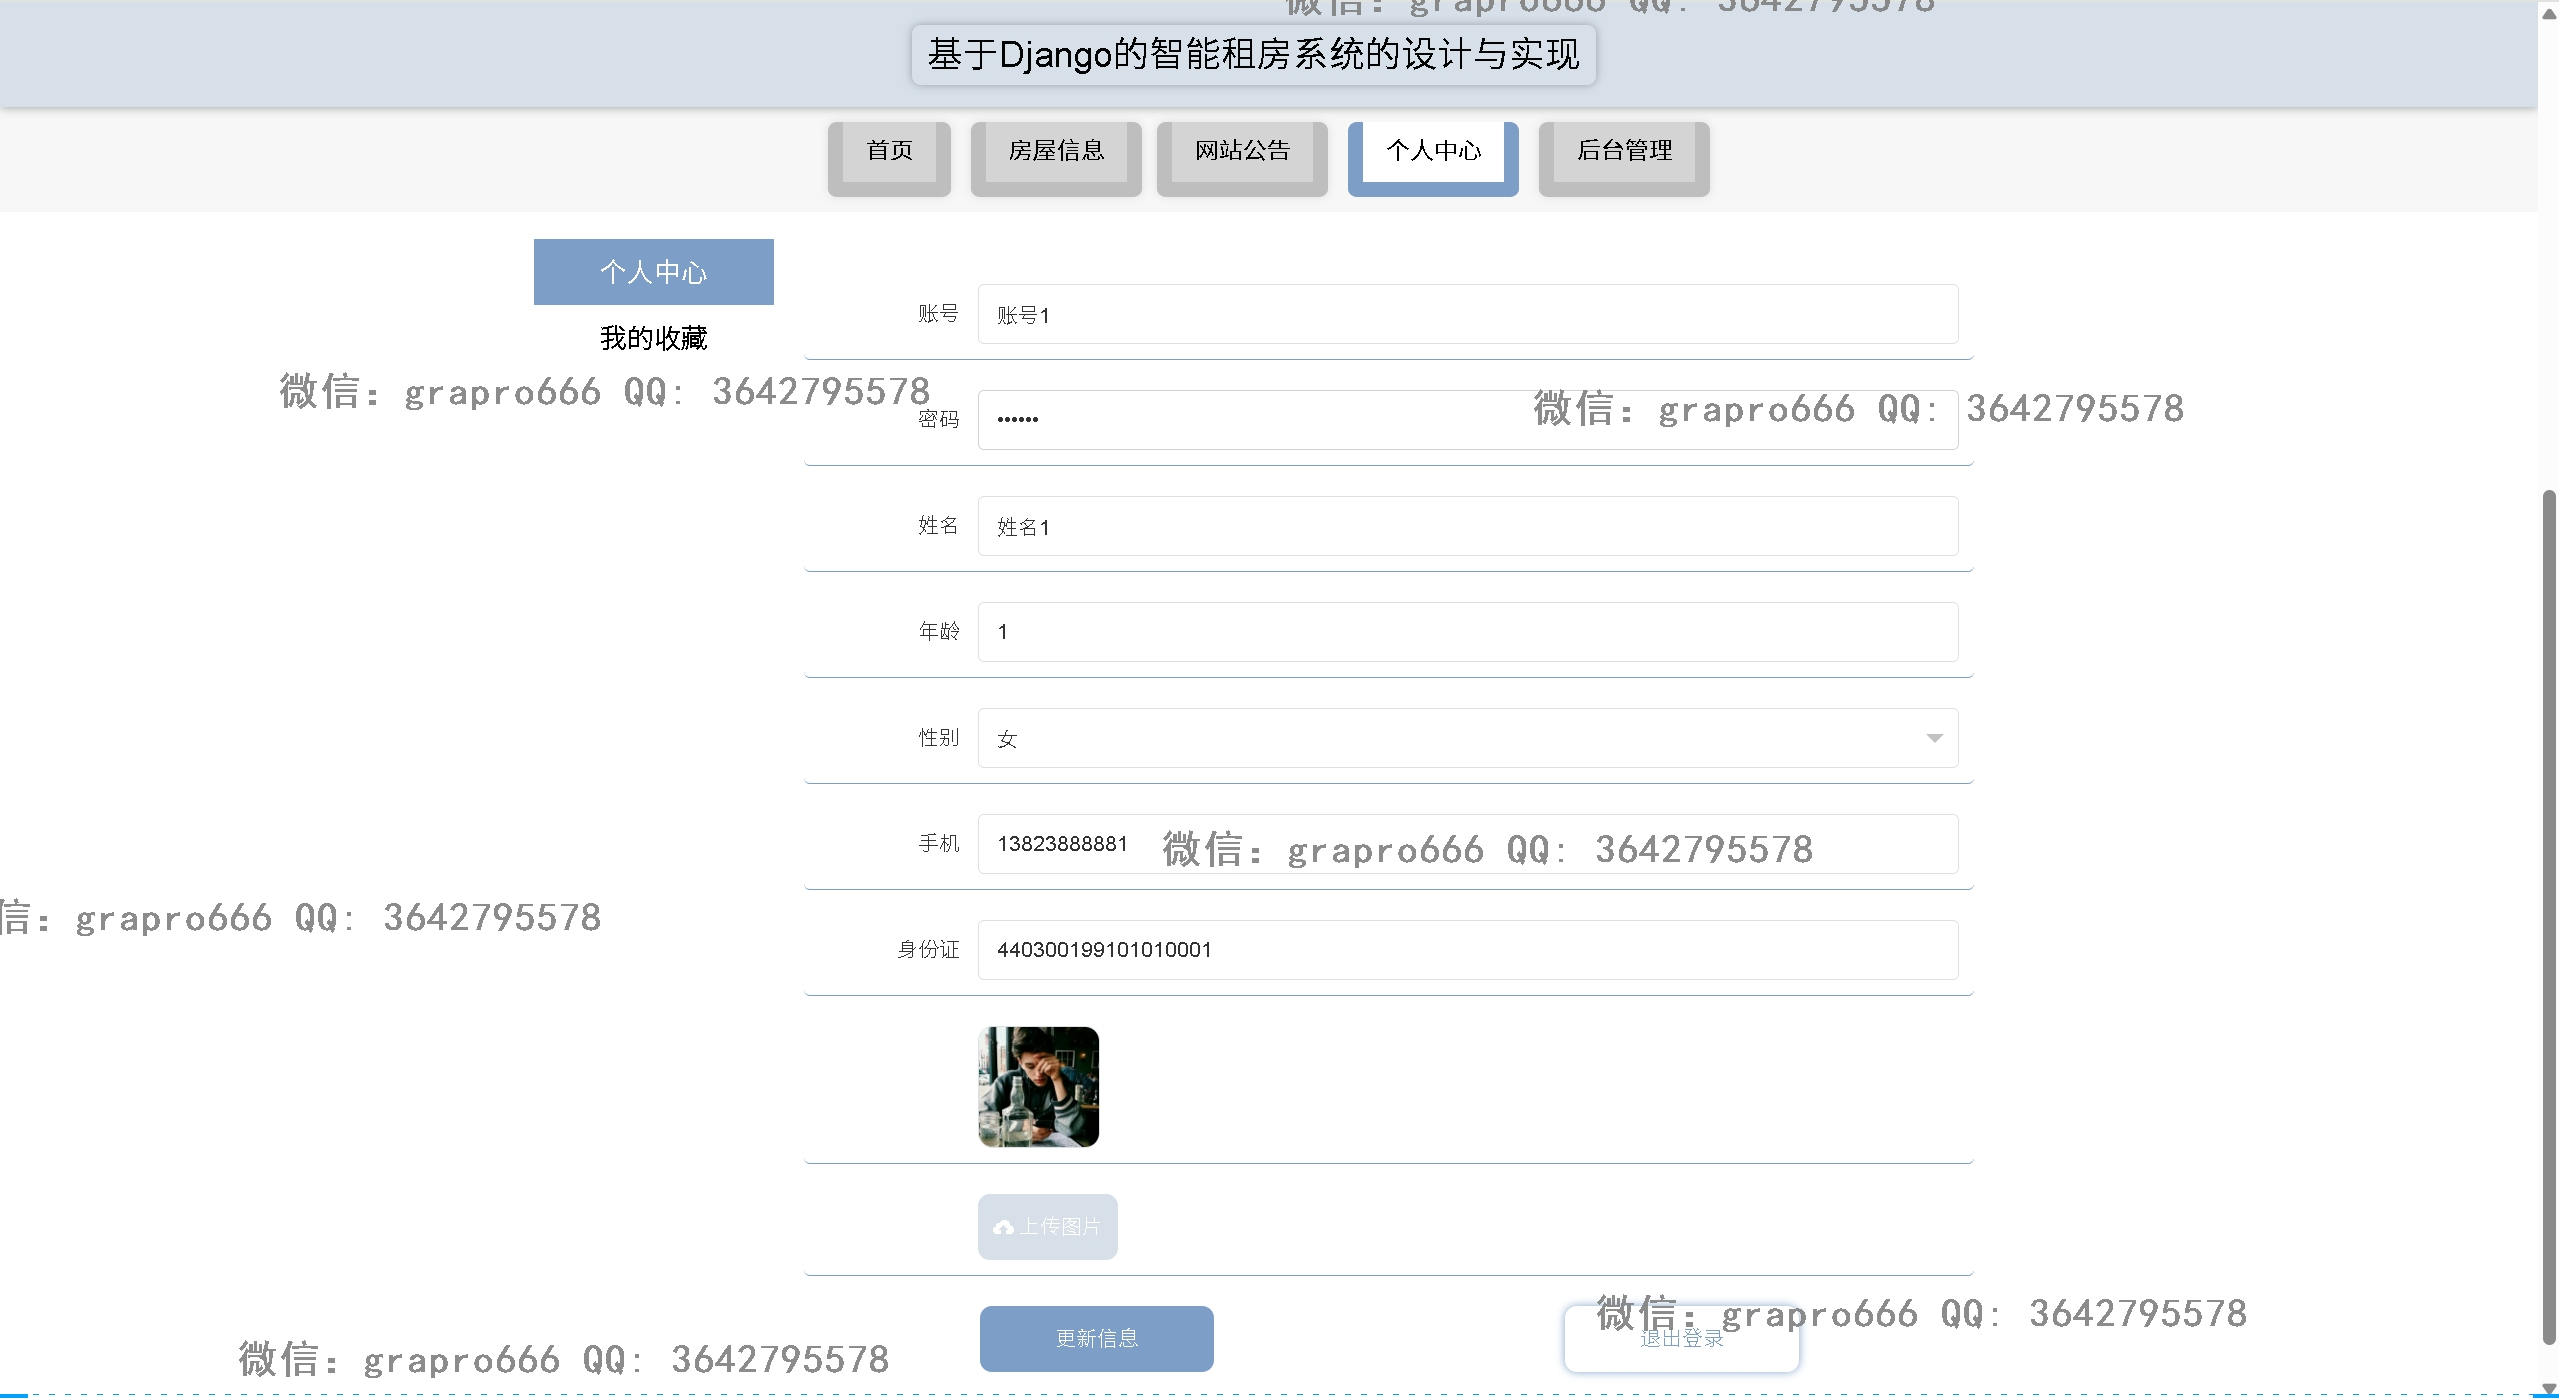 微信: grapro666 QQ: 3642795578
基于Django的智能租房系统的设计与实现
首页 房屋信息 网站公告 个人中心 后台管理
个人中心
我的收藏
账号 账号1
微信: grapro666 QQ: 3642795578
微信: grapro666 QQ: 3642795578
密码 ••••••
姓名 姓名1
年龄 1
性别 女
手机 13823888881
微信: grapro666 QQ: 3642795578
信: grapro666 QQ: 3642795578
身份证 440300199101010001
上传图片
微信: grapro666 QQ: 3642795578
更新信息 退出登录
微信: grapro666 QQ: 3642795578